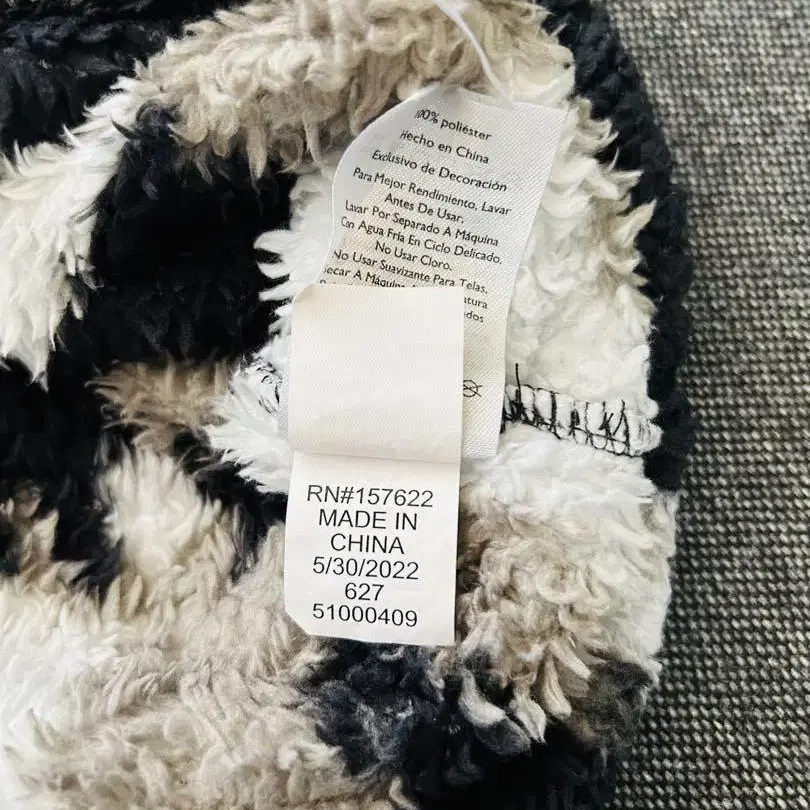 100% poliéster
Hecho en China
Exclusivo de Decoración
Para Mejor Rendimiento, Lavar
Antes De Usar,
Lavar Por Separado A Máquina
Con Agua Fría En Ciclo Delicado.
No Usar Cloro.
No Usar Suavizante Para Telas.
A Máquina
RN#157622
MADE IN
CHINA
5/30/2022
627
51000409